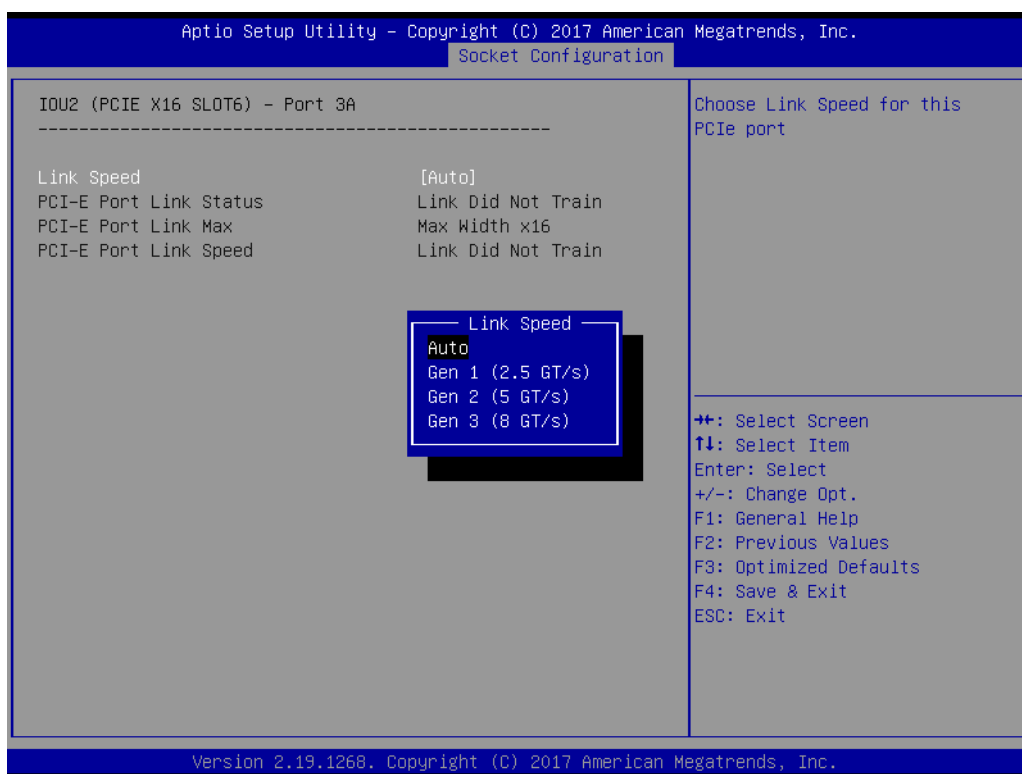 Aptio Setup Utility – Copyright (C) 2017 American Megatrends, Inc.
Socket Configuration
IOU2 (PCIE X16 SLOT6) – Port 3A
--------------------------------------------------
Link Speed [Auto]
PCI-E Port Link Status Link Did Not Train
PCI-E Port Link Max Max Width x16
PCI-E Port Link Speed Link Did Not Train
Link Speed
Auto
Gen 1 (2.5 GT/s)
Gen 2 (5 GT/s)
Gen 3 (8 GT/s)
Choose Link Speed for this
PCIe port
→←: Select Screen
↑↓: Select Item
Enter: Select
+/-: Change Opt.
F1: General Help
F2: Previous Values
F3: Optimized Defaults
F4: Save & Exit
ESC: Exit
Version 2.19.1268. Copyright (C) 2017 American Megatrends, Inc.